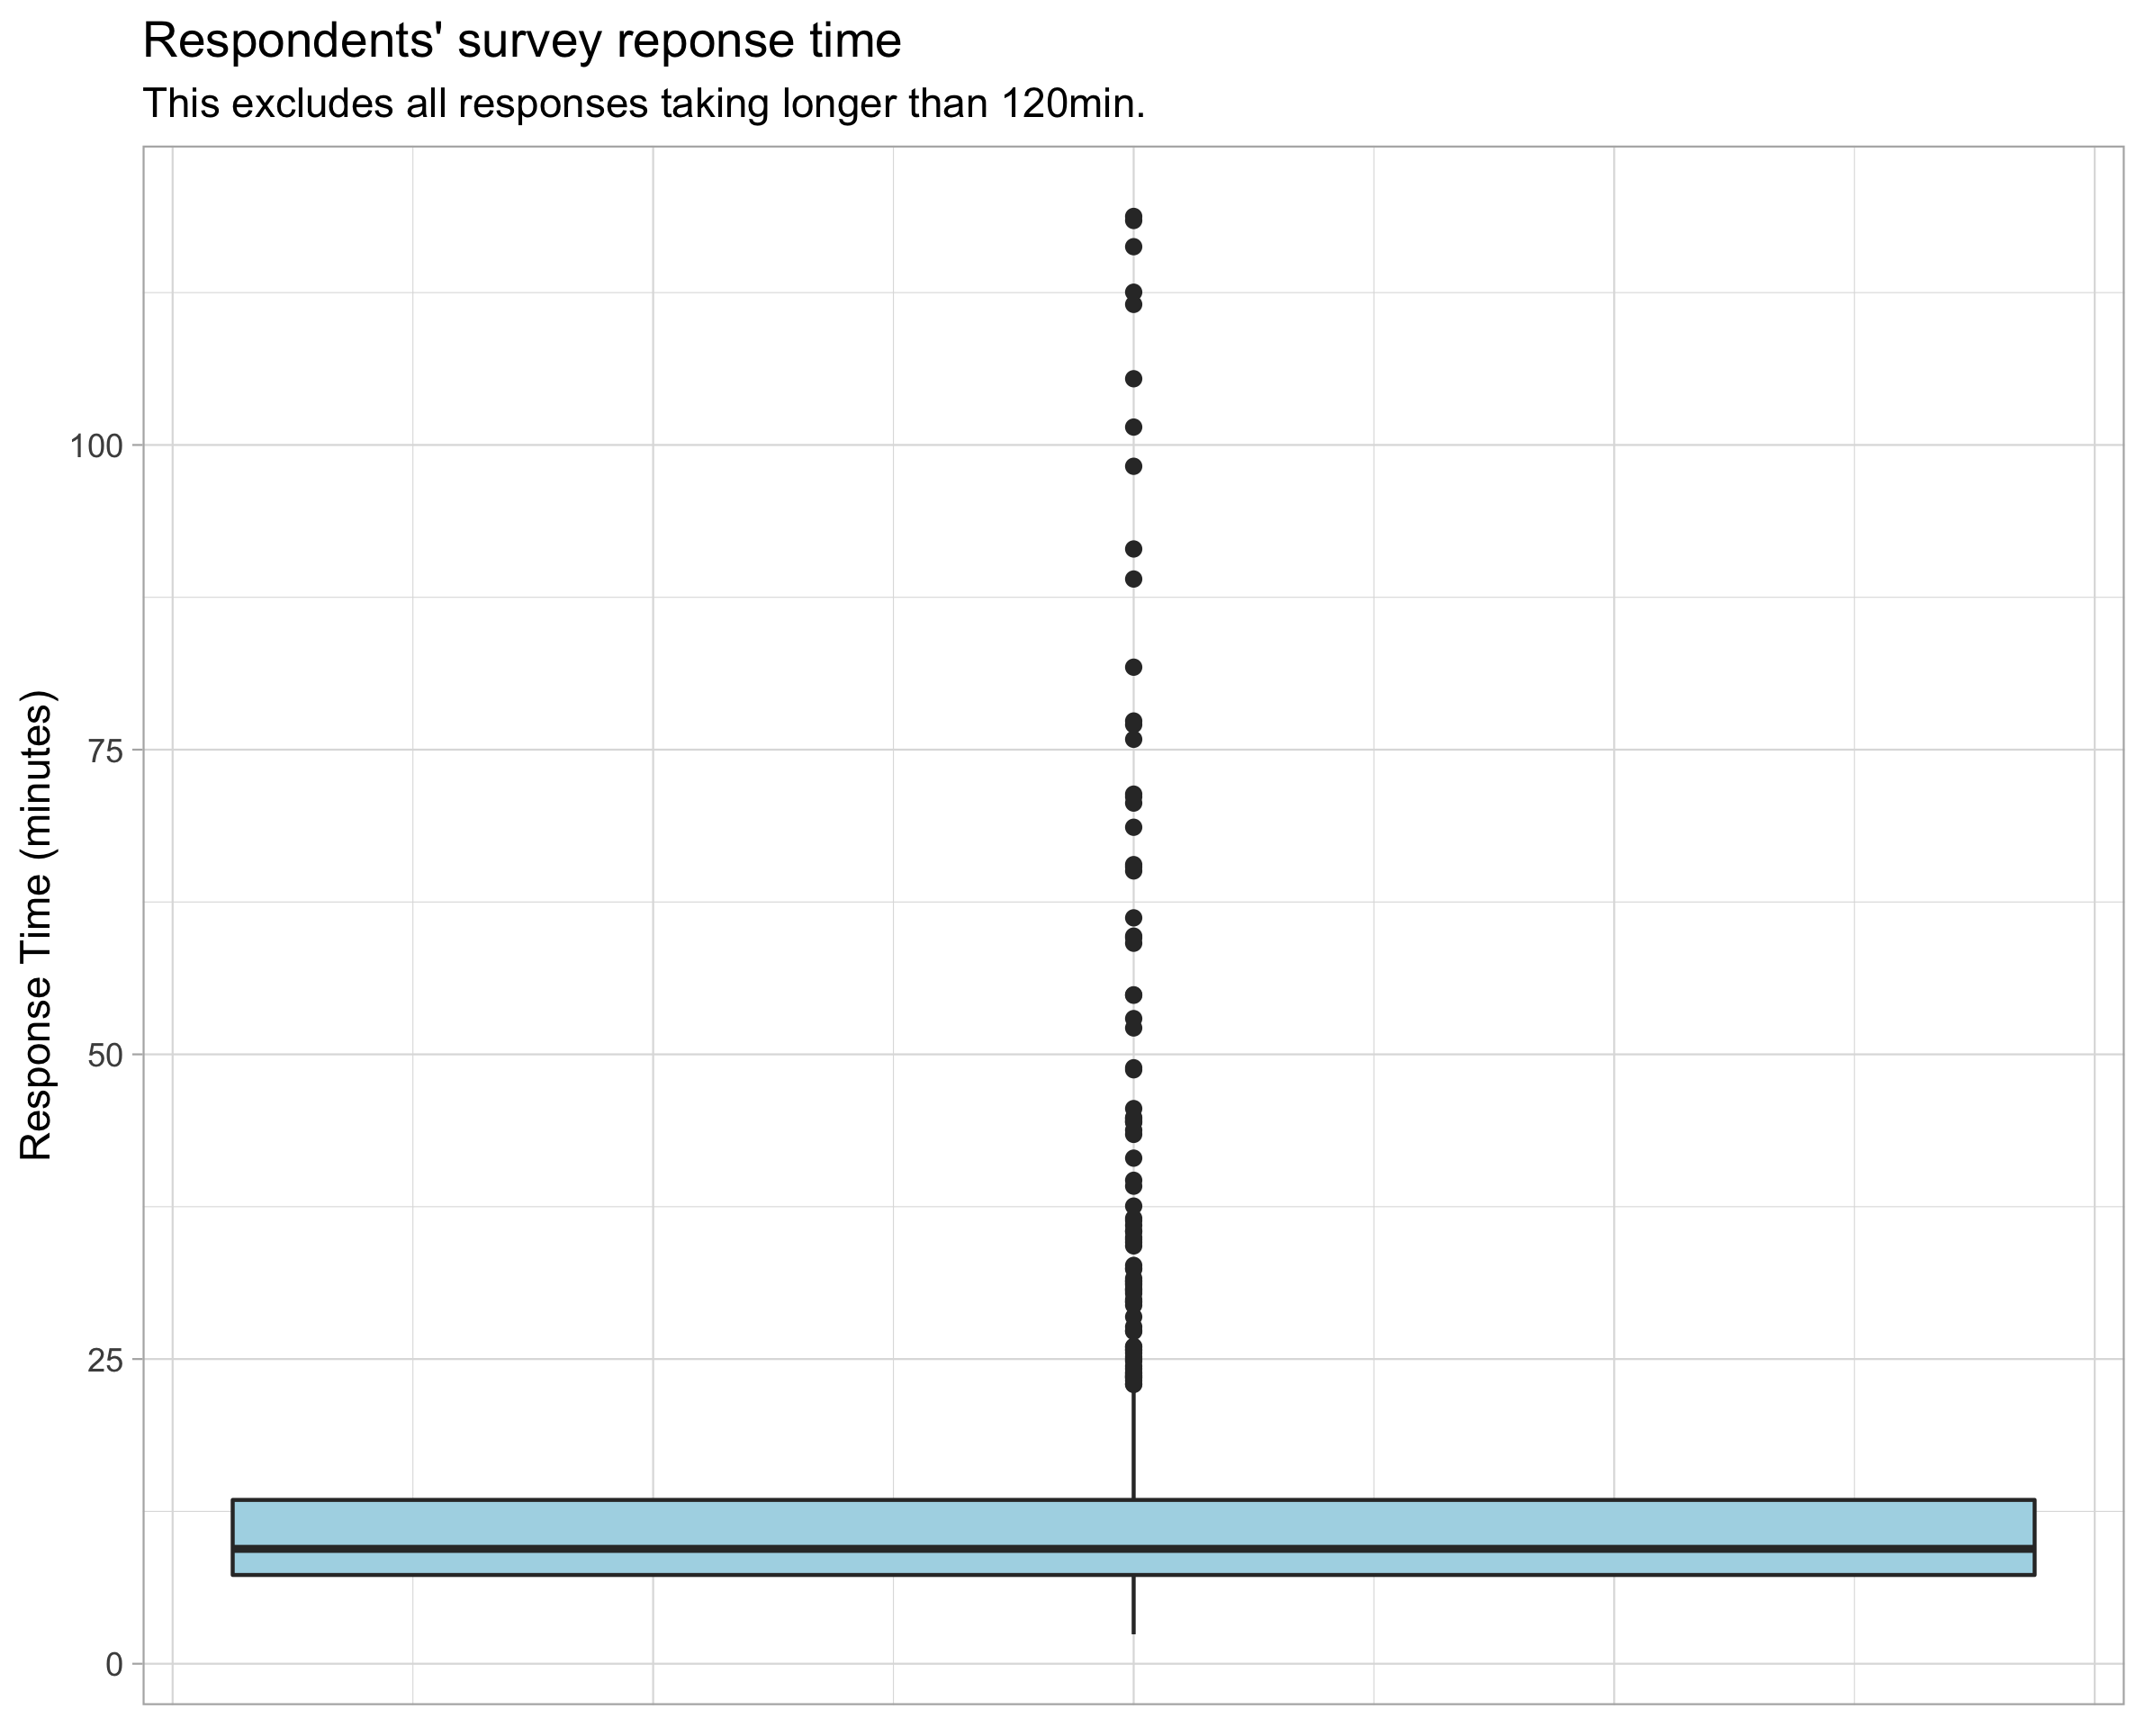 Respondents' survey reponse time
This excludes all responses taking longer than 120min.
Response Time (minutes)
100
75
50
25
0